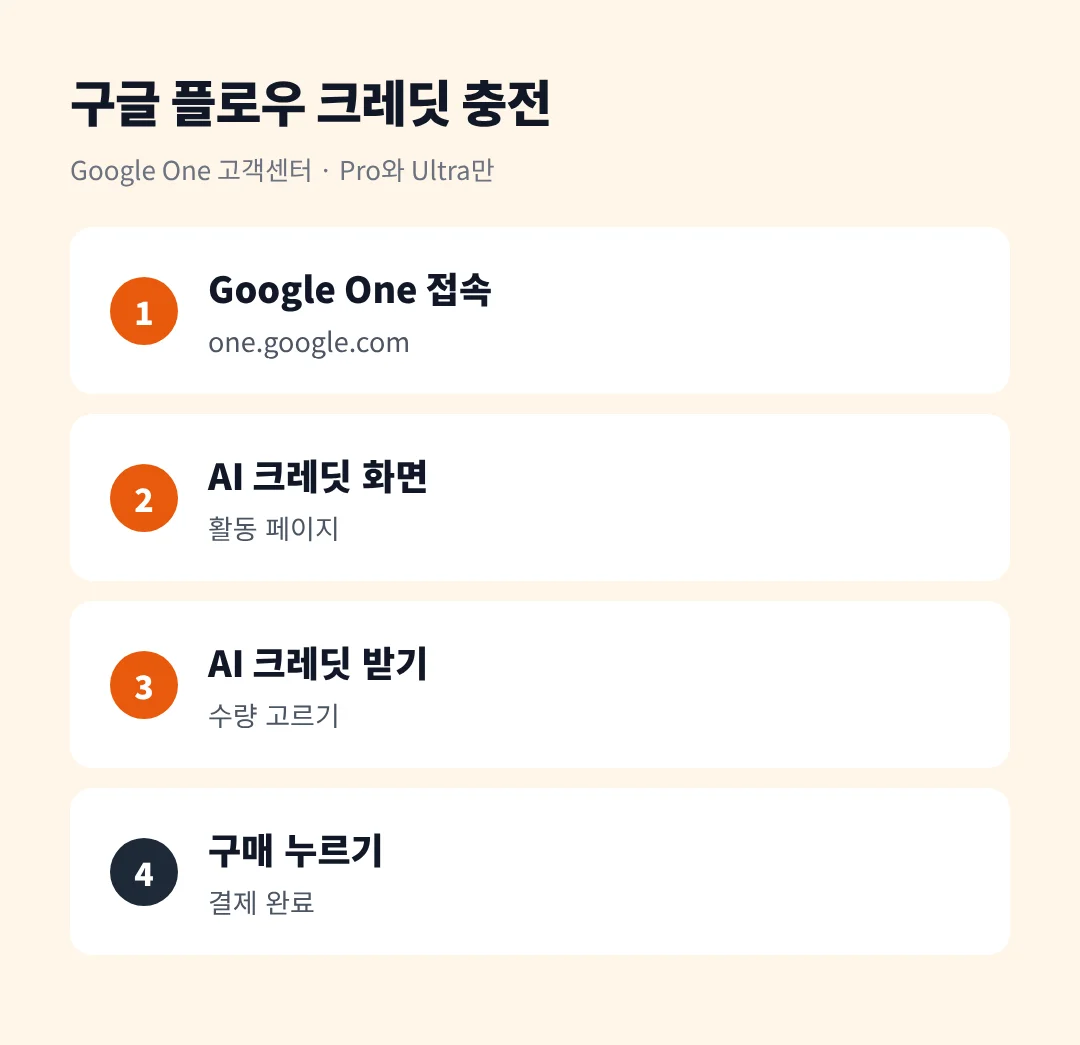 구글 플로우 크레딧 충전
Google One 고객센터 · Pro와 Ultra만
1
Google One 접속
one.google.com
2
AI 크레딧 화면
활동 페이지
3
AI 크레딧 받기
수량 고르기
4
구매 누르기
결제 완료